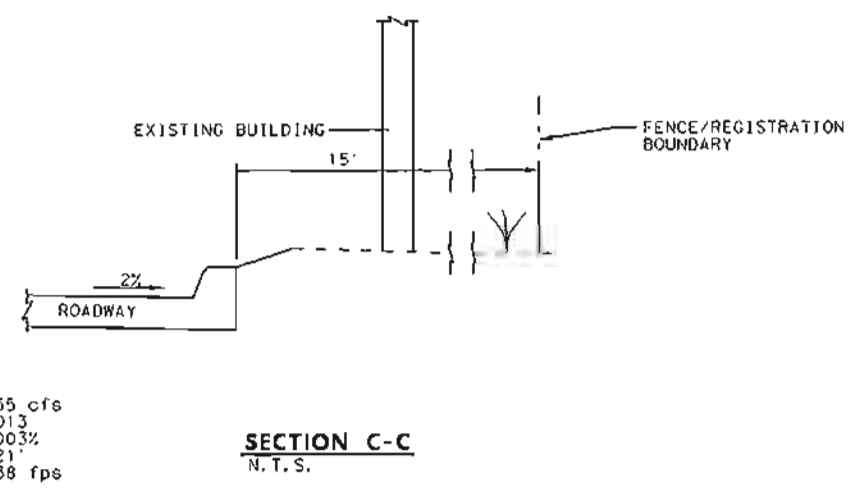 EXISTING BUILDING
FENCE/REGISTRATION
BOUNDARY
15'
2%
ROADWAY
cfs
fps
SECTION C-C
N.T.S.